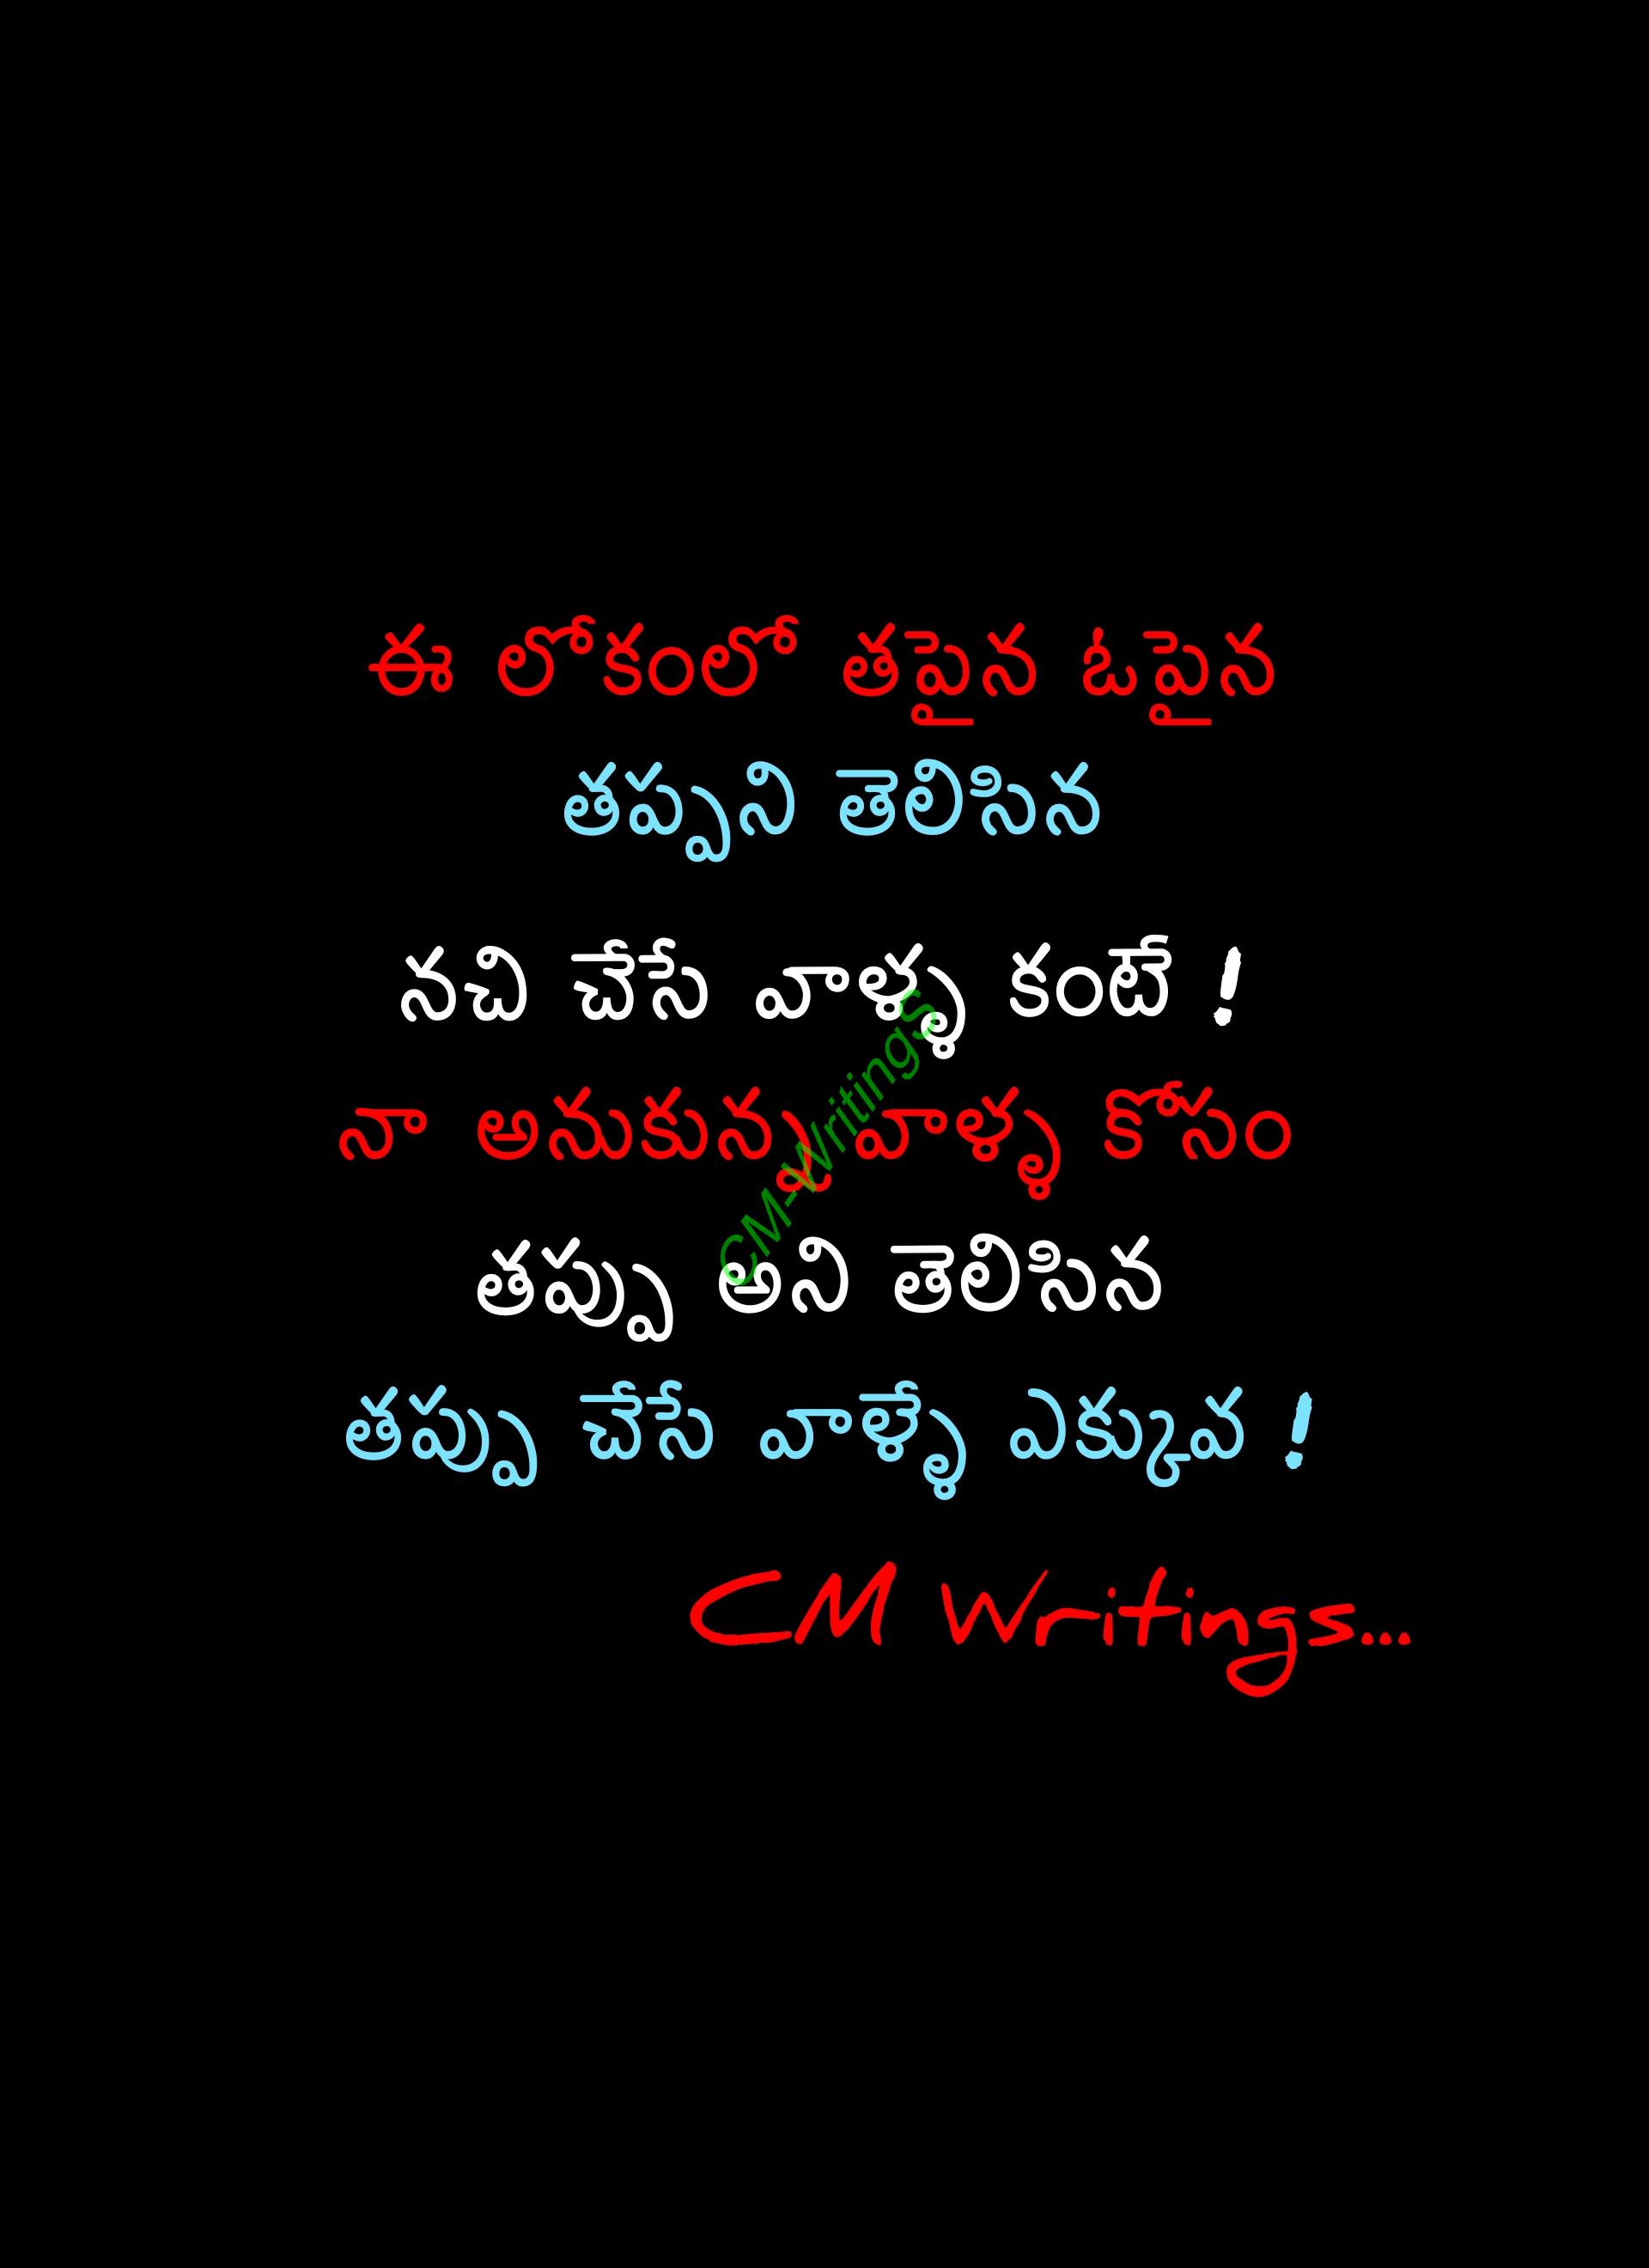 ఈ లోకంలో తపైన ఓపైన
తప్పని తెలిసిన
నచి చేసే వాళ్ళు కంటే !
నా అనుకున్న వాళ్ళ కోసం
తప్పు అని తెలిసిన
తప్పు చేసే వాళ్ళే ఎక్కువ !
CM Writings...
CM-WritingS